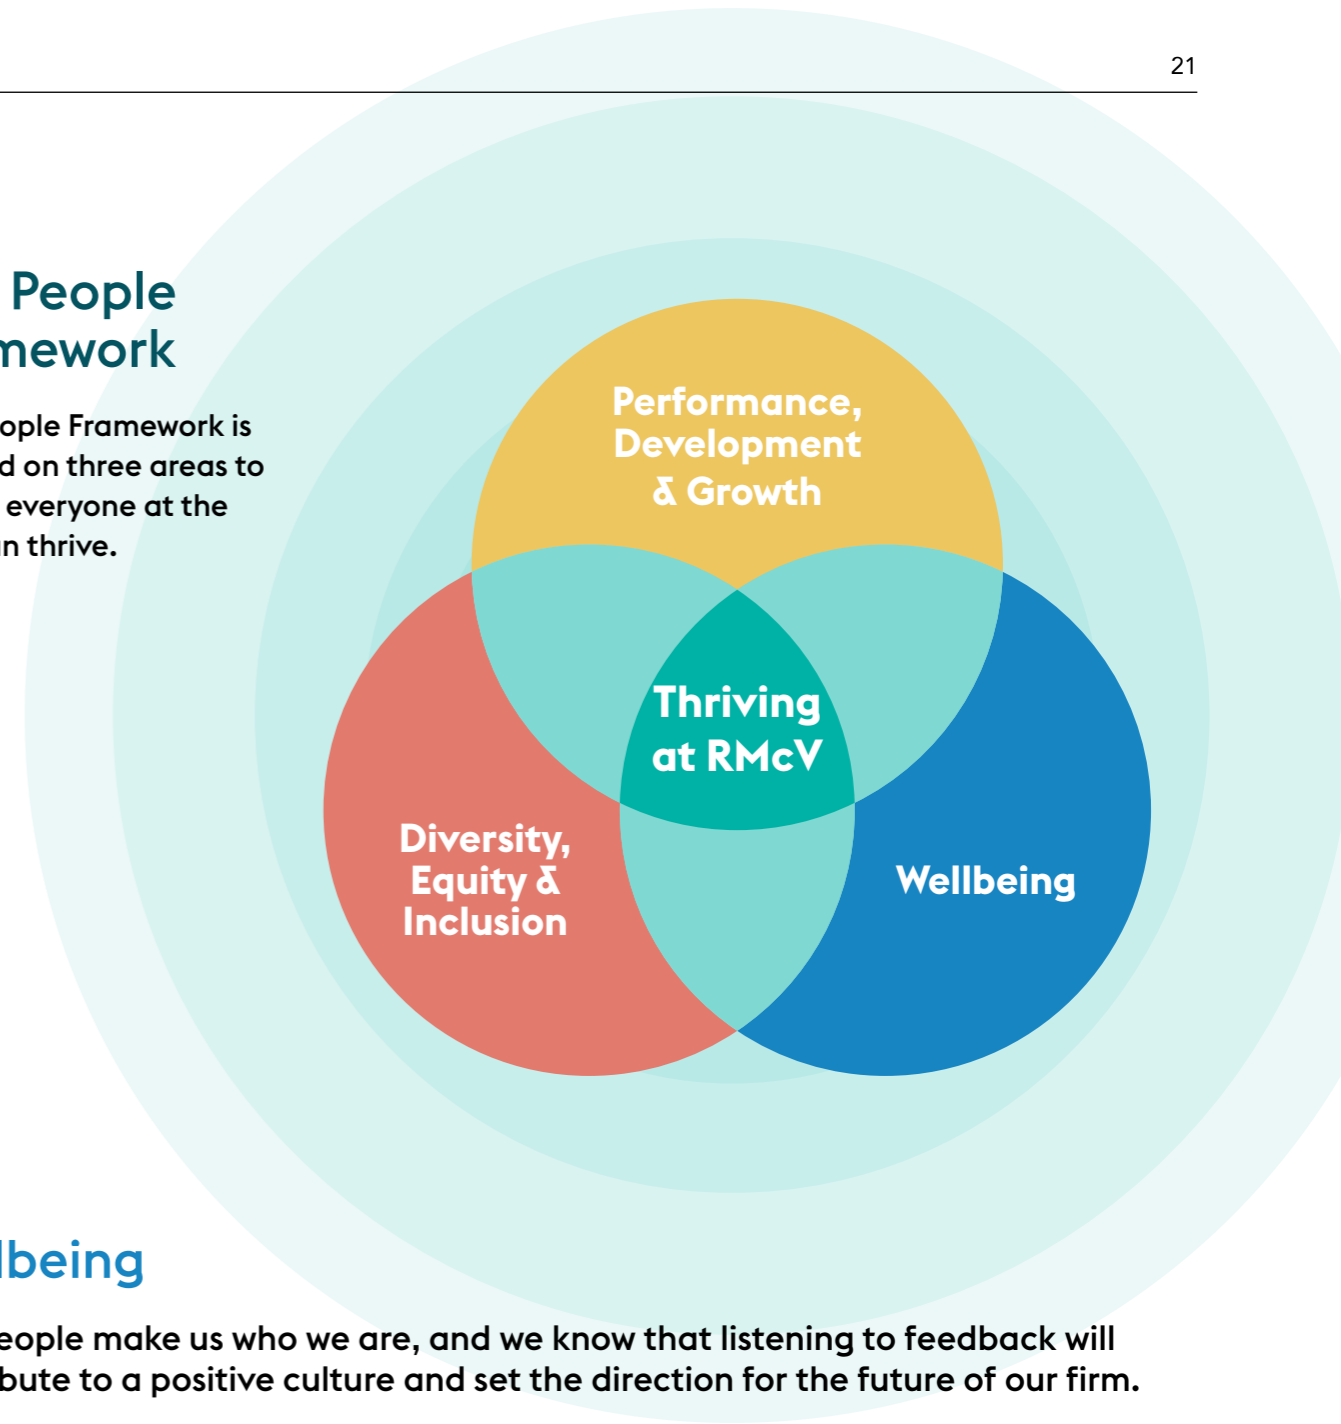 21
People
mework
ople Framework is
d on three areas to
everyone at the
n thrive.
Performance,
Development
& Growth
Thriving
at RMcV
Diversity,
Equity &
Inclusion
Wellbeing
lbeing
eople make us who we are, and we know that listening to feedback will
bute to a positive culture and set the direction for the future of our firm.